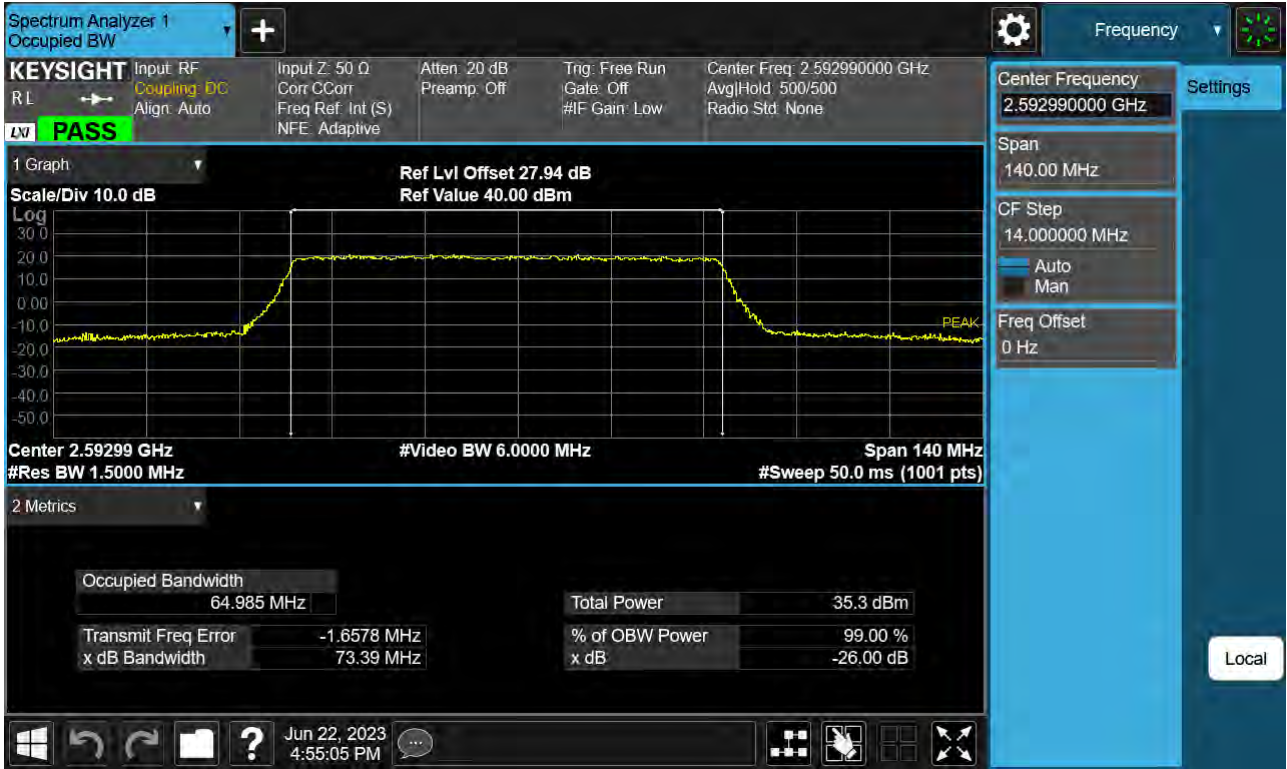 Spectrum Analyzer 1
Occupied BW
Frequency
KEYSIGHT
RL
LXI PASS
Input: RF
Coupling: DC
Align: Auto
Input Z: 50 Ω
Corr CCorr
Freq Ref: Int (S)
NFE: Adaptive
Atten: 20 dB
Preamp: Off
Trig: Free Run
Gate: Off
#IF Gain: Low
Center Freq: 2.592990000 GHz
Avg|Hold: 500/500
Radio Std: None
Center Frequency
2.592990000 GHz
Settings
Span
140.00 MHz
CF Step
14.000000 MHz
Auto
Man
Freq Offset
0 Hz
Local
1 Graph
Scale/Div 10.0 dB
Ref Lvl Offset 27.94 dB
Ref Value 40.00 dBm
Log
30.0
20.0
10.0
0.00
-10.0
-20.0
-30.0
-40.0
-50.0
PEAK
Center 2.59299 GHz
#Video BW 6.0000 MHz
Span 140 MHz
#Res BW 1.5000 MHz
#Sweep 50.0 ms (1001 pts)
2 Metrics
Occupied Bandwidth
64.985 MHz
Total Power 35.3 dBm
Transmit Freq Error -1.6578 MHz
% of OBW Power 99.00 %
x dB Bandwidth 73.39 MHz
x dB -26.00 dB
Jun 22, 2023
4:55:05 PM